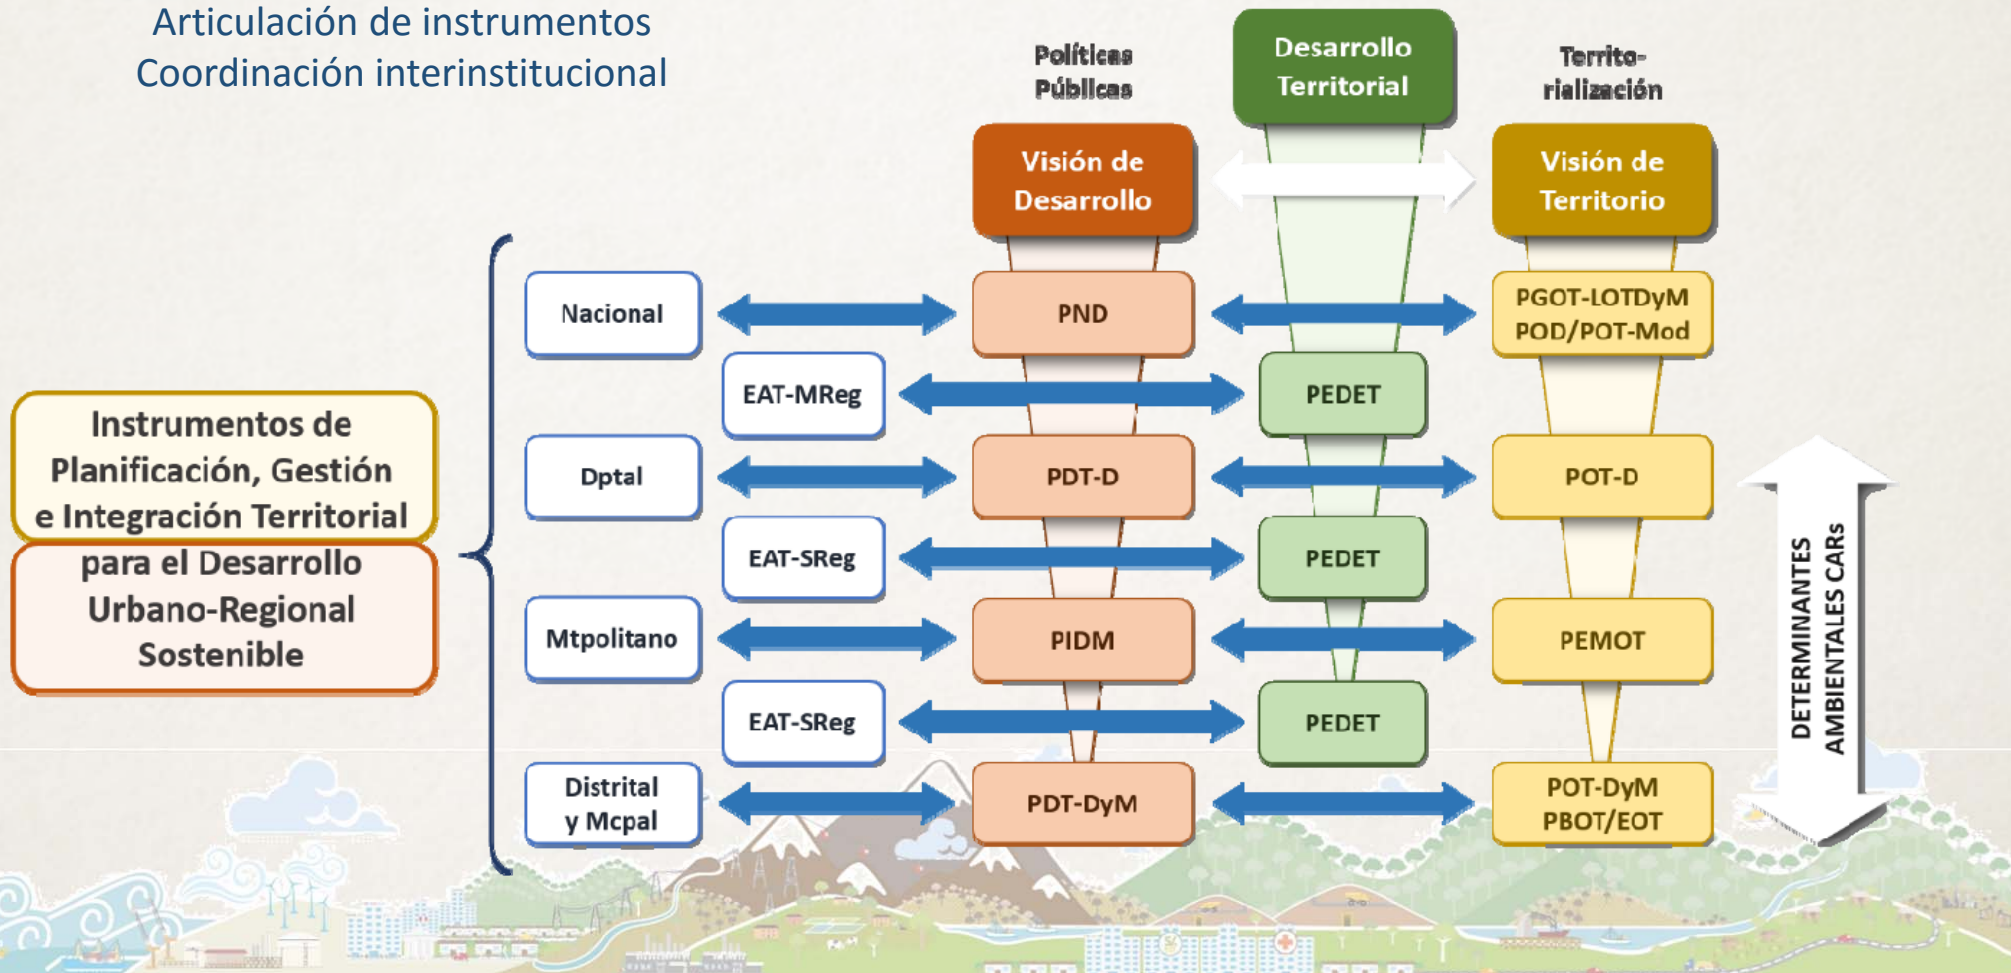 Articulación de instrumentos
Coordinación interinstitucional
Políticas
Públicas
Desarrollo
Territorial
Territo-
rialización
Visión de
Desarrollo
Visión de
Territorio
Instrumentos de
Planificación, Gestión
e Integración Territorial
para el Desarrollo
Urbano-Regional
Sostenible
Nacional
PND
PGOT-LOTDyM
POD/POT-Mod
EAT-MReg
PEDET
Dptal
PDT-D
POT-D
EAT-SReg
PEDET
Mtpolitano
PIDM
PEMOT
EAT-SReg
PEDET
Distrital
y Mcpal
PDT-DyM
POT-DyM
PBOT/EOT
DETERMINANTES
AMBIENTALES CARs